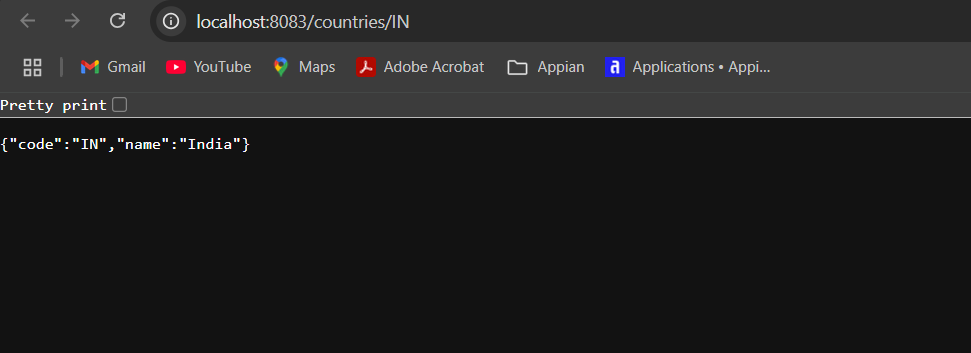 localhost:8083/countries/IN
Gmail YouTube Maps Adobe Acrobat Appian Applications • Appi...
Pretty print
{"code":"IN","name":"India"}